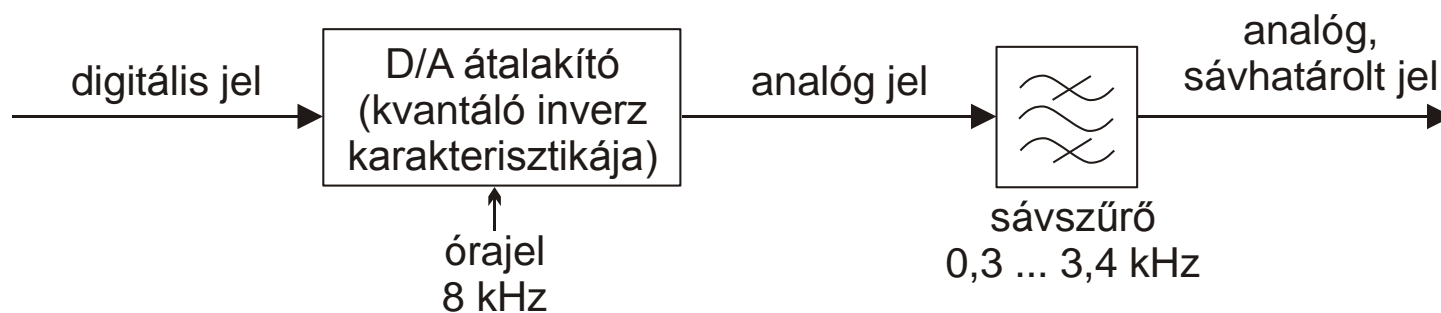 digitális jel
D/A átalakító
(kvantáló inverz
karakterisztikája)
órajel
8 kHz
analóg jel
sávszűrő
0,3 ... 3,4 kHz
analóg,
sávhatárolt jel